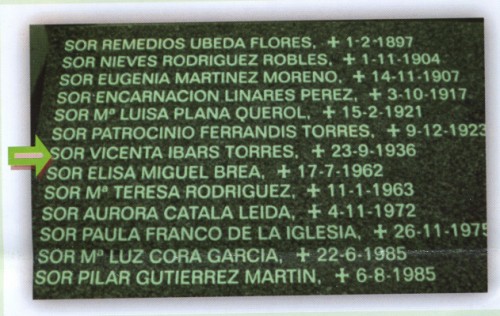 SOR REMEDIOS UBEDA FLORES, + 1-2-1897
SOR NIEVES RODRIGUEZ ROBLES, + 1-11-1904
SOR EUGENIA MARTINEZ MORENO, + 14-11-1907
SOR ENCARNACION LINARES PEREZ, + 3-10-1917
SOR Mª LUISA PLANA QUEROL, + 15-2-1921
SOR PATROCINIO FERRANDIS TORRES, + 9-12-1923
SOR VICENTA IBARS TORRES, + 23-9-1936
SOR ELISA MIGUEL BREA, + 17-7-1962
SOR Mª TERESA RODRIGUEZ, + 11-1-1963
SOR AURORA CATALA LEIDA, + 4-11-1972
SOR PAULA FRANCO DE LA IGLESIA, + 26-11-1975
SOR Mª LUZ CORA GARCIA, + 22-6-1985
SOR PILAR GUTIERREZ MARTIN, + 6-8-1985